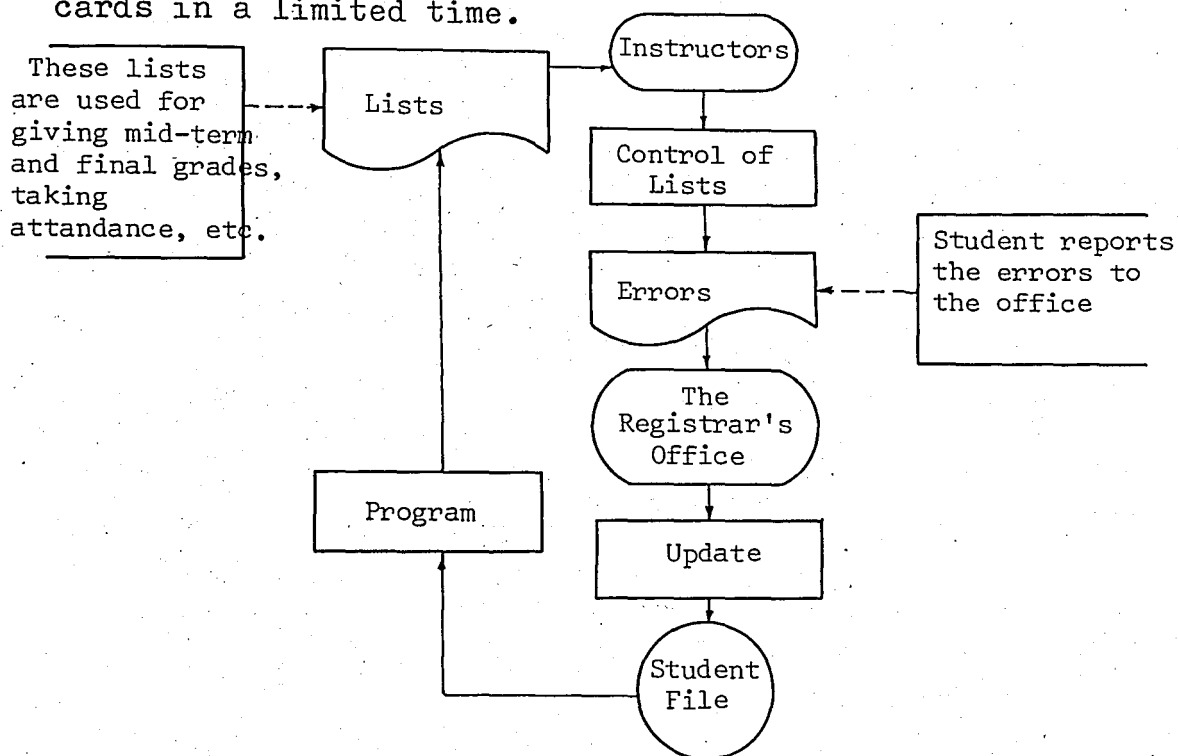 cards in a limited time.
These lists
are used for
giving mid-term
and final grades,
taking
attandance, etc.
Lists
Instructors
Control of
Lists
Errors
Student reports
the errors to
the office
The
Registrar's
Office
Program
Update
Student
File